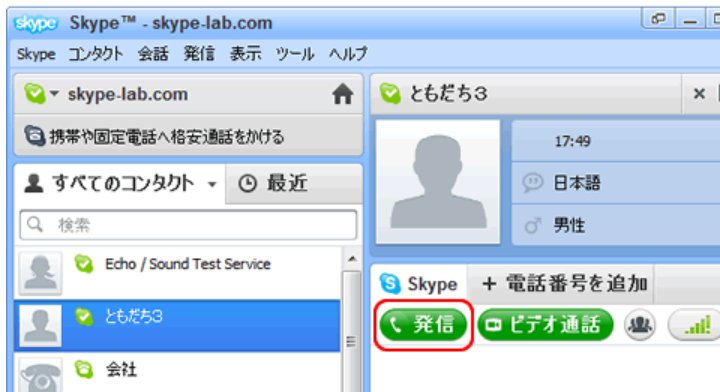 skype Skype™ - skype-lab.com
Skype コンタクト 会話 発信 表示 ツール ヘルプ
skype-lab.com
携帯や固定電話へ格安通話をかける
すべてのコンタクト 最近
検索
Echo / Sound Test Service
ともだち3
会社
ともだち3
17:49
日本語
男性
Skype + 電話番号を追加
発信 ビデオ通話